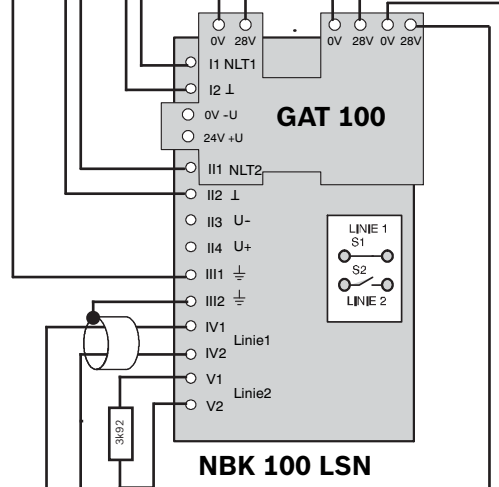 0V 28V 0V 28V 0V 28V
I1 NLT1
I2 ⊥
0V -U
24V +U
GAT 100
II1 NLT2
II2 ⊥
II3 U-
II4 U+
LINIE 1
S1
S2
LINIE 2
III1 ⏚
III2 ⏚
IV1
Linie1
IV2
V1
Linie2
V2
3k92
NBK 100 LSN